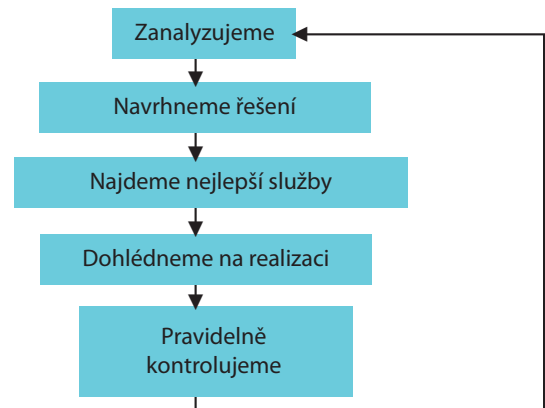 Zanalyzujeme
Navrhneme řešení
Najdeme nejlepší služby
Dohlédneme na realizaci
Pravidelně
kontrolujeme